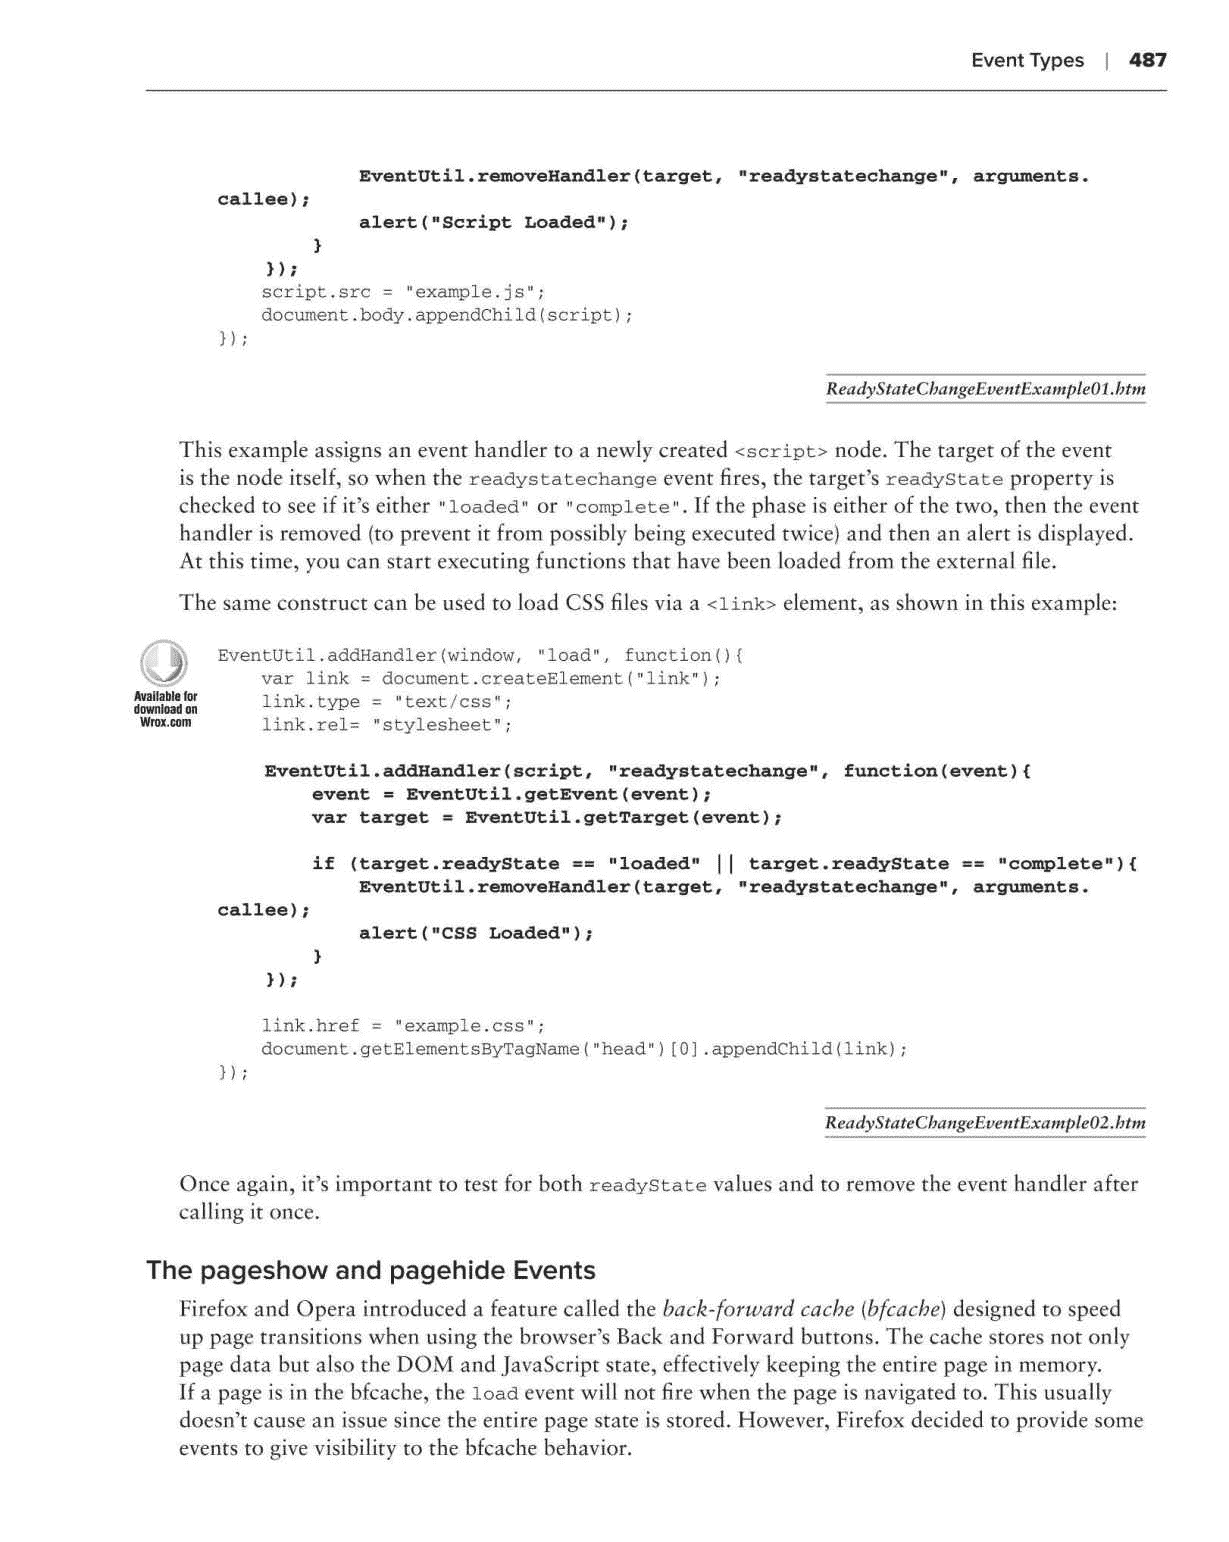 Event Types | 487
EventUtil.removeHandler(target, "readystatechange", arguments.
callee);
alert("Script Loaded");
}
});
script.src = "example.js";
document.body.appendChild(script);
});
ReadyStateChangeEventExample01.htm
This example assigns an event handler to a newly created <script> node. The target of the event
is the node itself, so when the readystatechange event fires, the target's readyState property is
checked to see if it's either "loaded" or "complete". If the phase is either of the two, then the event
handler is removed (to prevent it from possibly being executed twice) and then an alert is displayed.
At this time, you can start executing functions that have been loaded from the external file.
The same construct can be used to load CSS files via a <link> element, as shown in this example:
Available for
download on
Wrox.com
EventUtil.addHandler(window, "load", function(){
var link = document.createElement("link");
link.type = "text/css";
link.rel= "stylesheet";
EventUtil.addHandler(script, "readystatechange", function(event){
event = EventUtil.getEvent(event);
var target = EventUtil.getTarget(event);
if (target.readyState == "loaded" || target.readyState == "complete"){
EventUtil.removeHandler(target, "readystatechange", arguments.
callee);
alert("CSS Loaded");
}
});
link.href = "example.css";
document.getElementsByTagName("head")[0].appendChild(link);
});
ReadyStateChangeEventExample02.htm
Once again, it's important to test for both readyState values and to remove the event handler after
calling it once.
The pageshow and pagehide Events
Firefox and Opera introduced a feature called the back-forward cache (bfcache) designed to speed
up page transitions when using the browser's Back and Forward buttons. The cache stores not only
page data but also the DOM and JavaScript state, effectively keeping the entire page in memory.
If a page is in the bfcache, the load event will not fire when the page is navigated to. This usually
doesn't cause an issue since the entire page state is stored. However, Firefox decided to provide some
events to give visibility to the bfcache behavior.